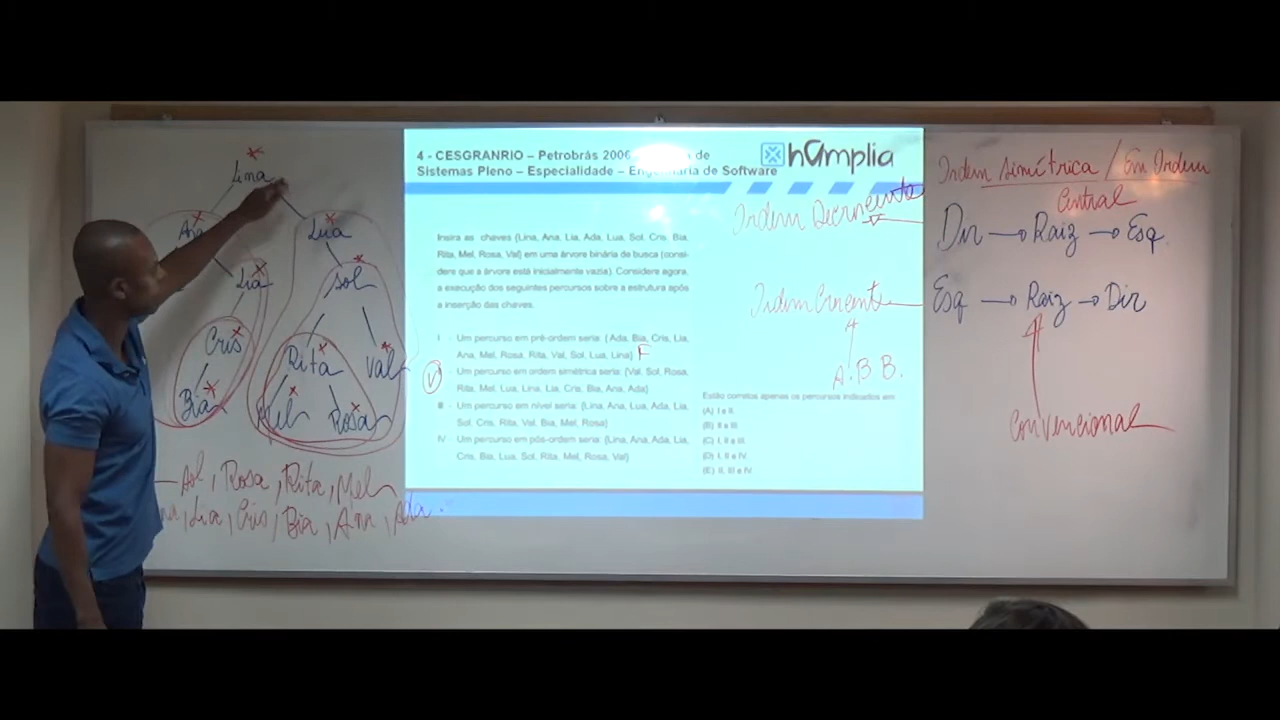 Lina
Ana
Lua
Lia
Sol
Cris
Rita
Val
Bia
Mel
Rosa
Sol, Rosa, Rita, Mel
Lia, Cris, Bia, Ana, Ada.
4 - CESGRANRIO – Petrobrás 2006 de
Sistemas Pleno – Especialidade – Engenharia de Software
hamplia
Insira as chaves {Lina, Ana, Lia, Ada, Lua, Sol, Cris, Bia,
Rita, Mel, Rosa, Val} em uma árvore binária de busca (consi-
dere que a árvore está inicialmente vazia). Considere agora,
a execução dos seguintes percursos sobre a estrutura após
a inserção das chaves.
I - Um percurso em pré-ordem seria: {Ada, Bia, Cris, Lia,
Ana, Mel, Rosa, Rita, Val, Sol, Lua, Lina} F
V - Um percurso em ordem simétrica seria: {Val, Sol, Rosa,
Rita, Mel, Lua, Lina, Lia, Cris, Bia, Ana, Ada}
III - Um percurso em nível seria: {Lina, Ana, Lua, Ada, Lia,
Sol, Cris, Rita, Val, Bia, Mel, Rosa}
IV - Um percurso em pós-ordem seria: {Lina, Ana, Ada, Lia,
Cris, Bia, Lua, Sol, Rita, Mel, Rosa, Val}
Estão corretos apenas os percursos indicados em
(A) I e II.
(B) II e III.
(C) I, II e III.
(D) I, II e IV.
(E) II, III e IV.
Ordem Decrescente
Ordem Crescente
A.B B.
Ordem simétrica / Em Ordem
Central
Dir → Raiz → Esq
Esq → Raiz → Dir
Convencional